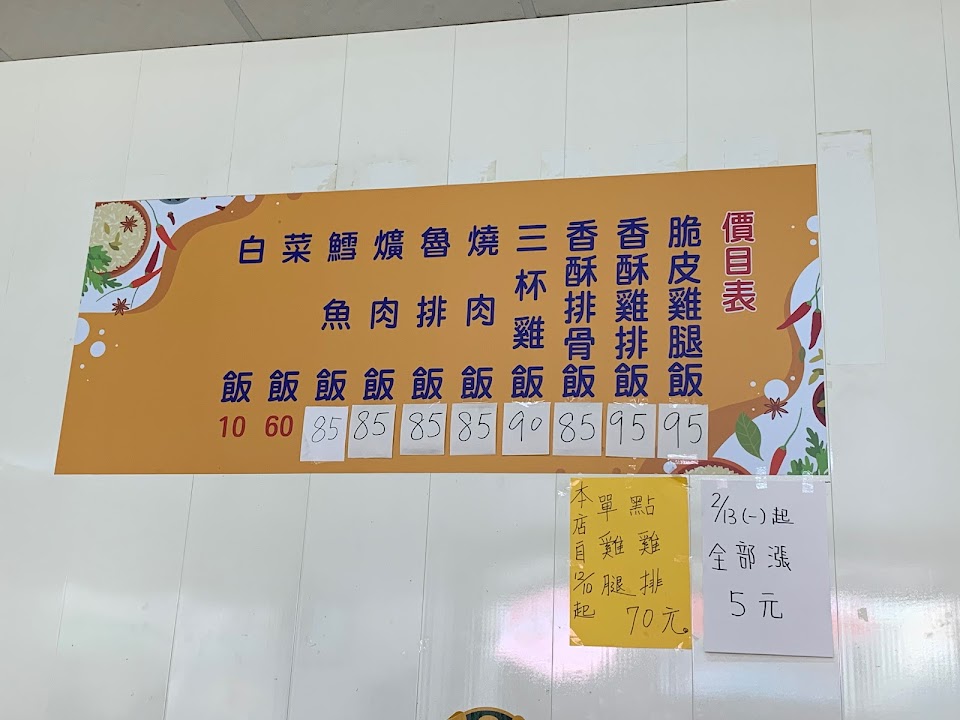 價目表
脆皮雞腿飯 95
香酥雞排飯 95
香酥排骨飯 85
三杯雞飯 90
燒肉飯 85
魯排飯 85
爌肉飯 85
鱈魚飯 85
菜飯 60
白飯 10
2/13(一)起
全部漲
5元
本店自12/10起
單點
雞雞
腿排
70元。